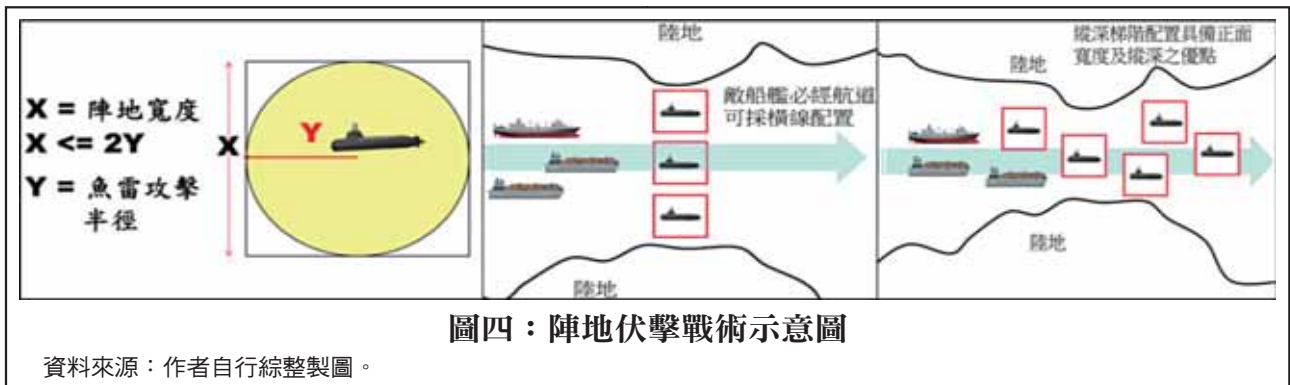 X = 陣地寬度
X <= 2Y
Y = 魚雷攻擊
半徑
X
Y
陸地
敵船艦必經航道
可採橫線配置
陸地
縱深梯階配置具備正面
寬度及縱深之優點
陸地
陸地
圖四：陣地伏擊戰術示意圖
資料來源：作者自行綜整製圖。